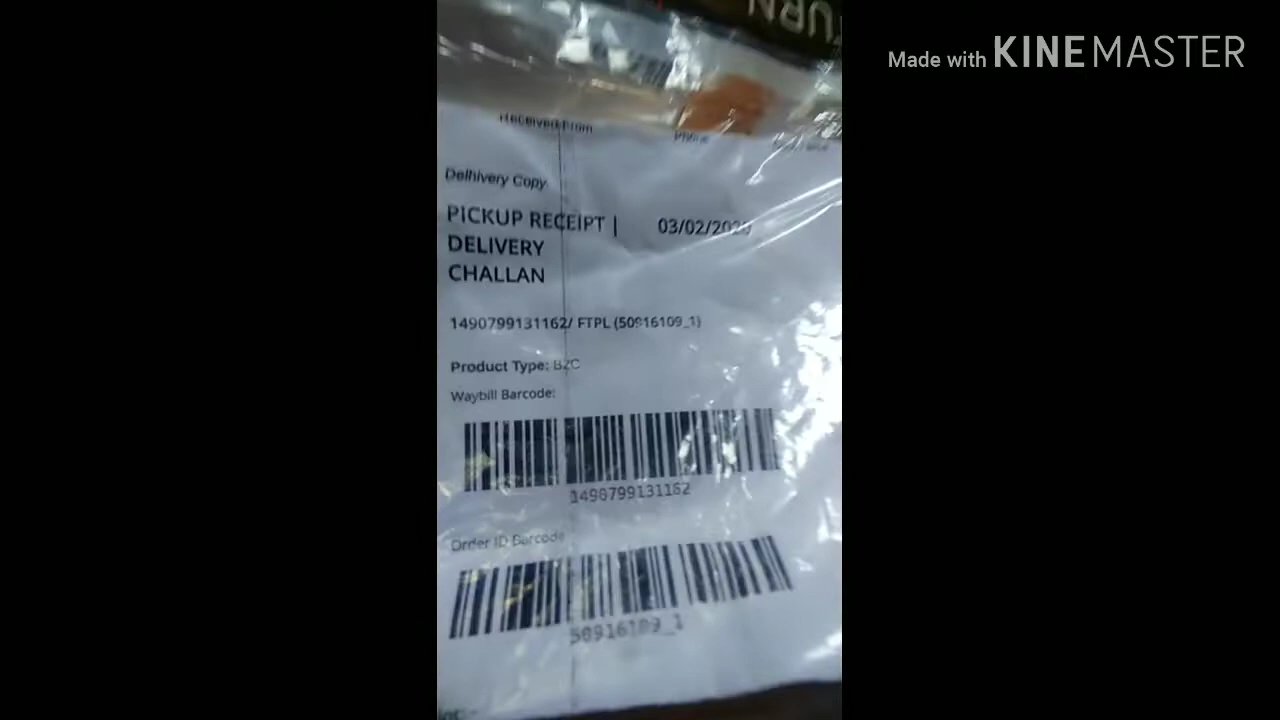 Made with KINEMASTER
Received From
Phone
Delhivery Copy
PICKUP RECEIPT | 03/02/2020
DELIVERY
CHALLAN
1490799131162/ FTPL (50916109_1)
Product Type: B2C
Waybill Barcode:
1490799131162
Order ID Barcode
50916109_1